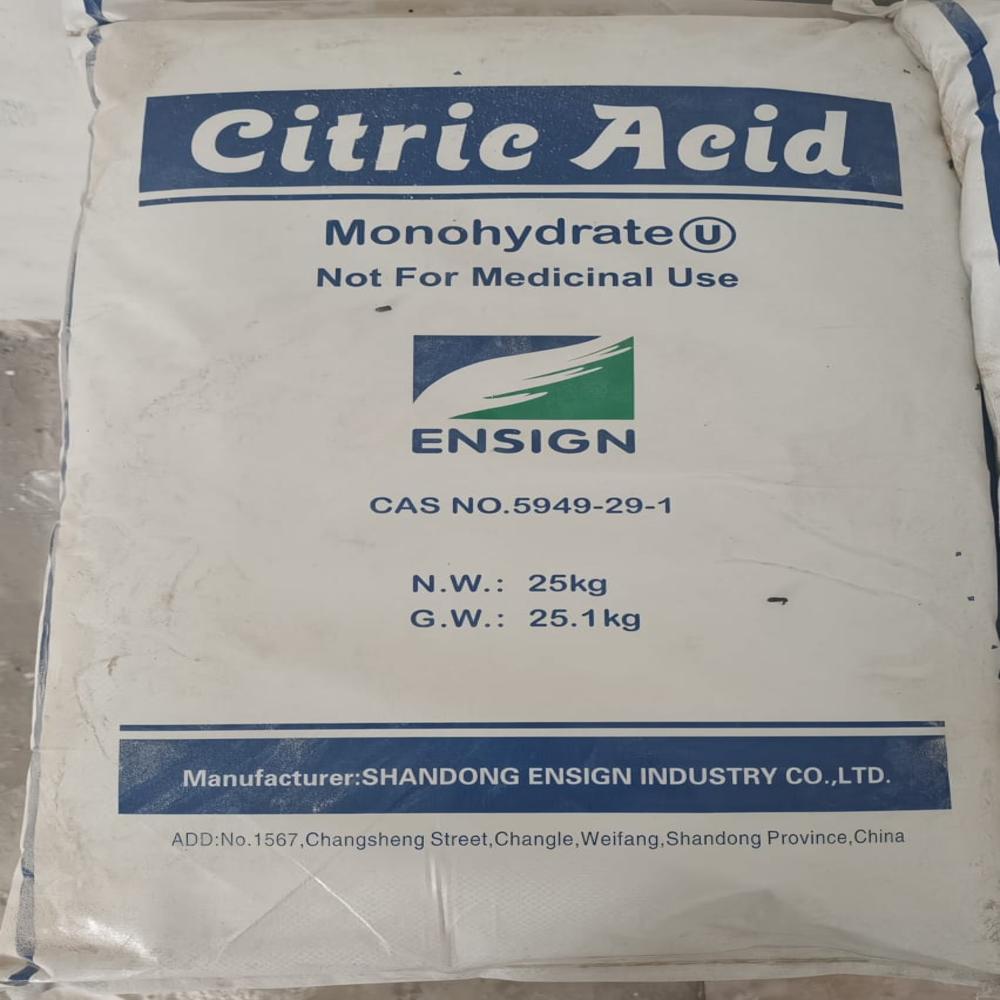 Citric Acid
Monohydrate Ⓤ
Not For Medicinal Use
ENSIGN
CAS NO.5949-29-1
N.W.: 25kg
G.W.: 25.1kg
Manufacturer:SHANDONG ENSIGN INDUSTRY CO.,LTD.
ADD:No.1567,Changsheng Street,Changle,Weifang,Shandong Province,China